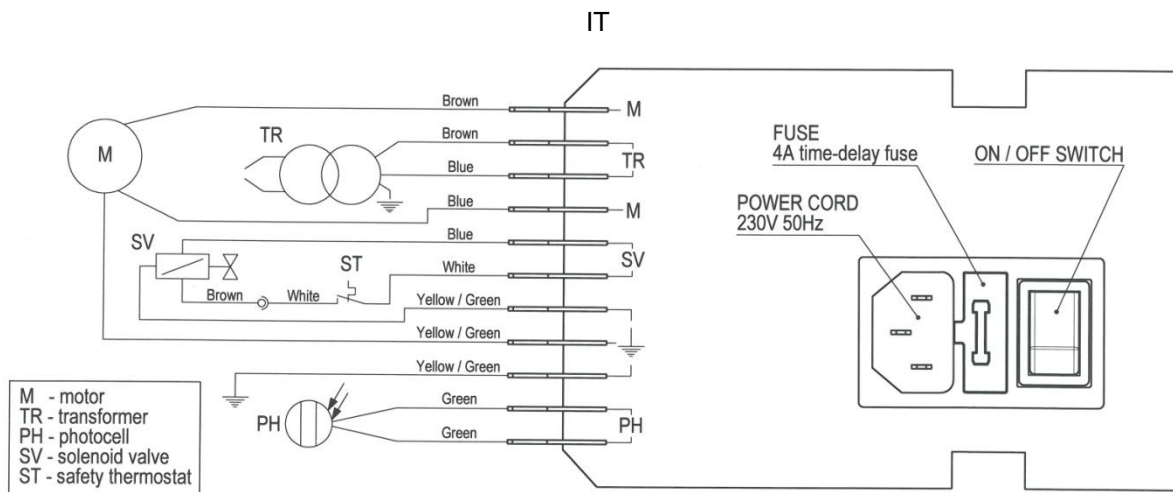 IT
Brown
M
TR
Brown
M
FUSE
4A time-delay fuse
ON / OFF SWITCH
Blue
TR
POWER CORD
230V 50Hz
Blue
M
SV
Blue
SV
ST
White
Brown
White
Yellow / Green
Yellow / Green
Yellow / Green
M - motor
TR - transformer
PH - photocell
SV - solenoid valve
ST - safety thermostat
PH
Green
Green
PH